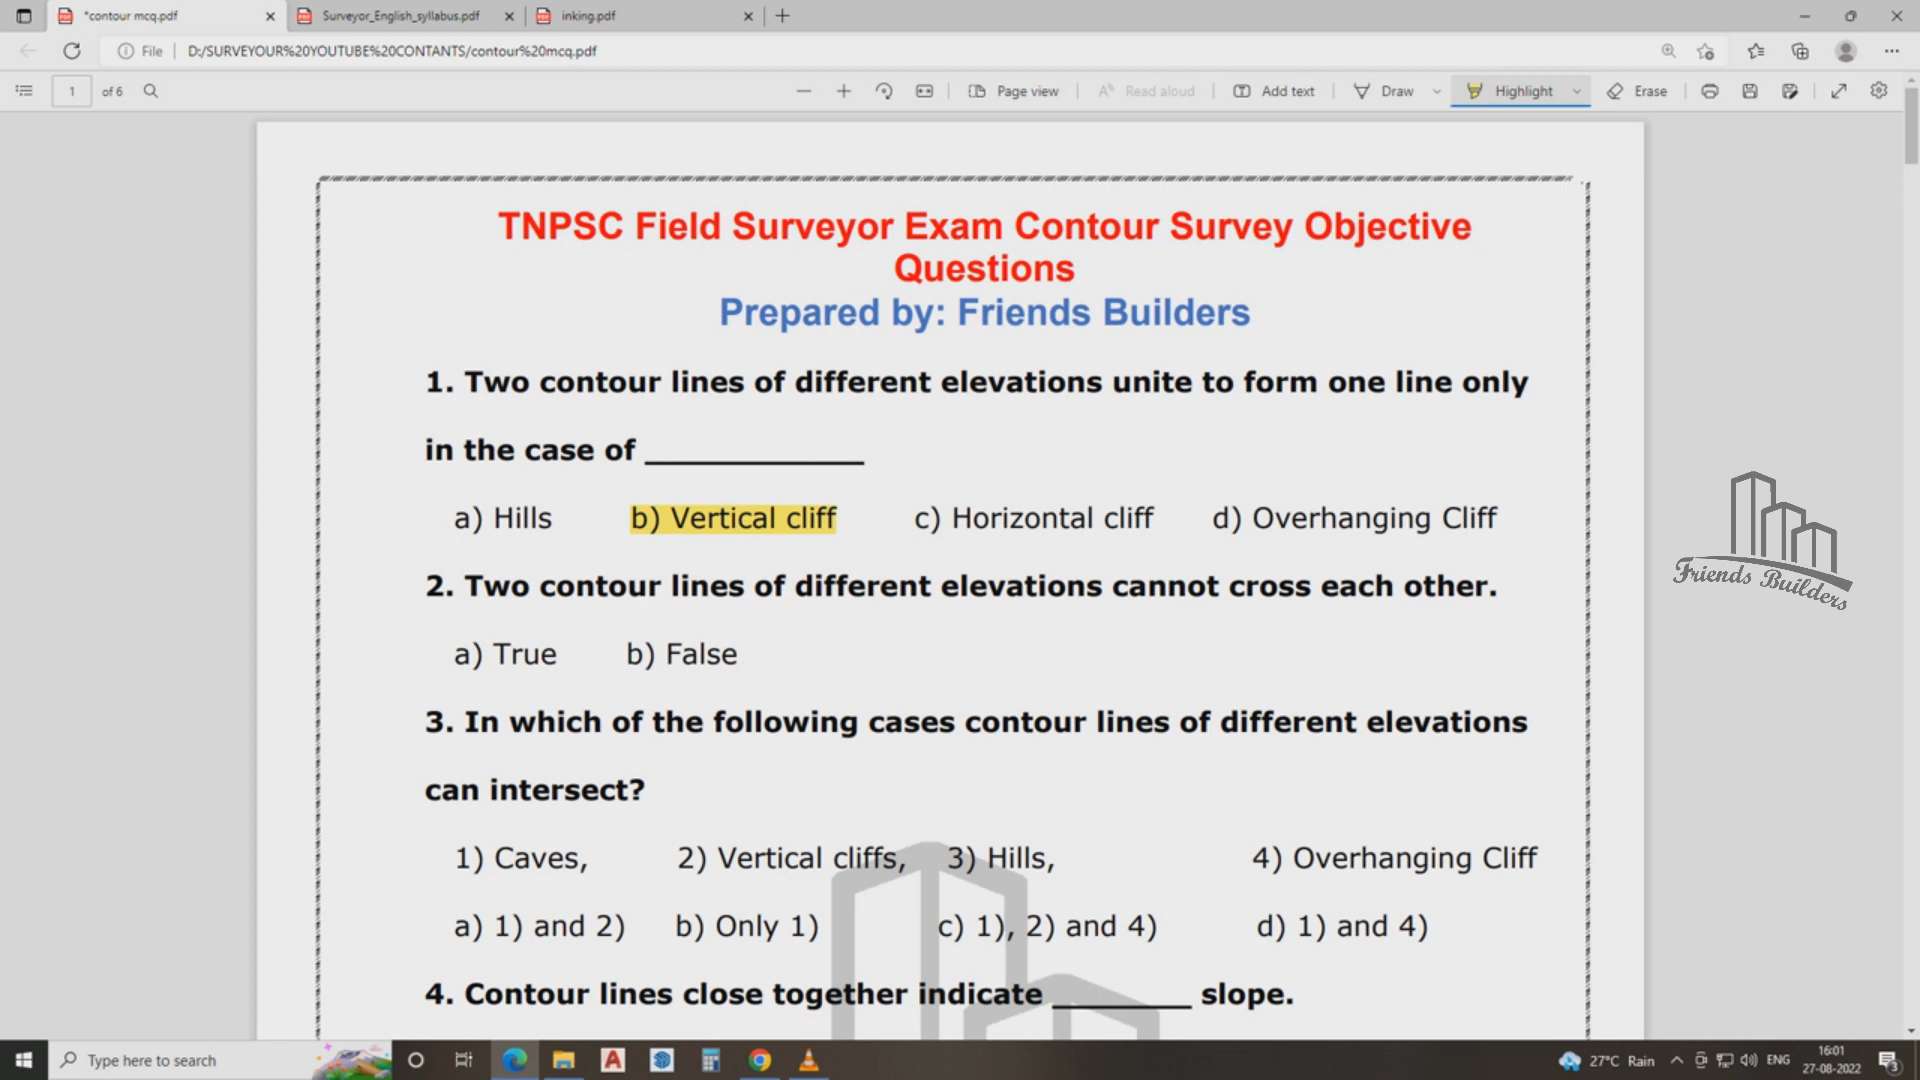 *contour mcq.pdf
Surveyor_English_syllabus.pdf
inking.pdf
File
D:/SURVEYOUR%20YOUTUBE%20CONTANTS/contour%20mcq.pdf
1
of 6
Page view
Read aloud
Add text
Draw
Highlight
Erase
TNPSC Field Surveyor Exam Contour Survey Objective
Questions
Prepared by: Friends Builders
1. Two contour lines of different elevations unite to form one line only
in the case of ____________
a) Hills b) Vertical cliff c) Horizontal cliff d) Overhanging Cliff
2. Two contour lines of different elevations cannot cross each other.
a) True b) False
3. In which of the following cases contour lines of different elevations
can intersect?
1) Caves, 2) Vertical cliffs, 3) Hills, 4) Overhanging Cliff
a) 1) and 2) b) Only 1) c) 1), 2) and 4) d) 1) and 4)
4. Contour lines close together indicate ________ slope.
Friends Builders
Type here to search
27°C Rain
ENG
16:01
27-08-2022
3